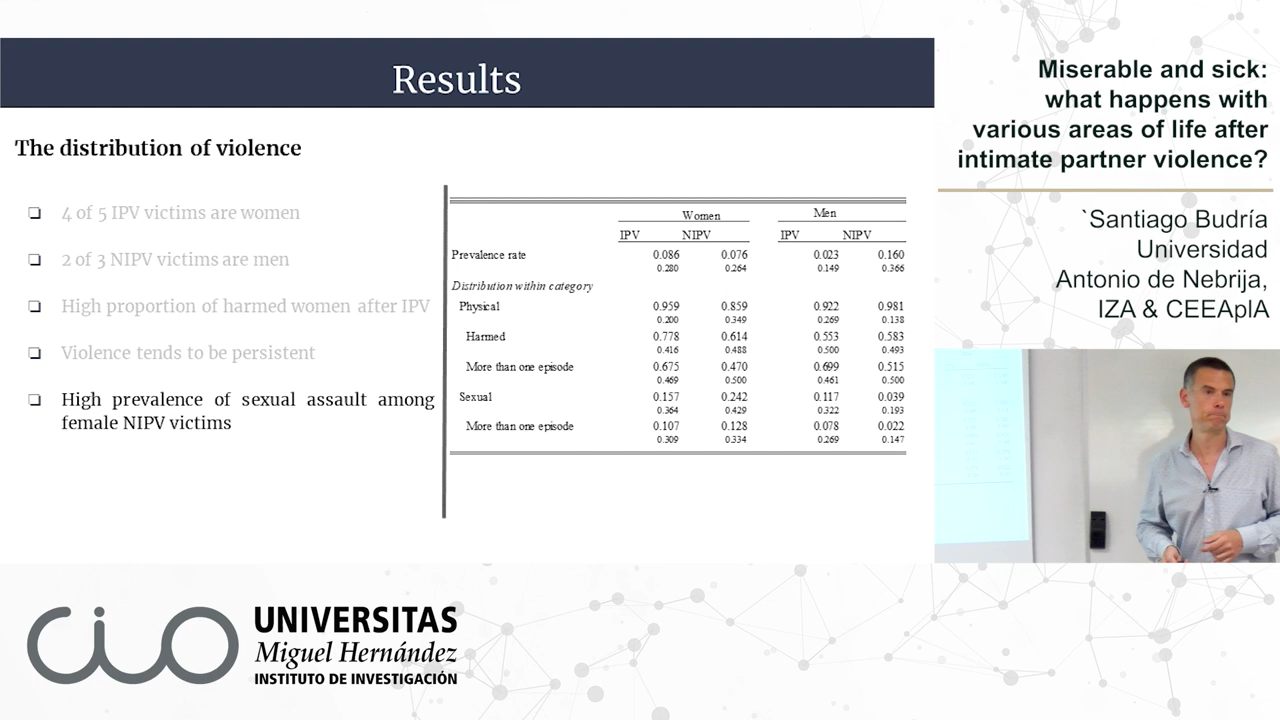 Results
The distribution of violence
4 of 5 IPV victims are women
2 of 3 NIPV victims are men
High proportion of harmed women after IPV
Violence tends to be persistent
High prevalence of sexual assault among
female NIPV victims
Women Men
IPV NIPV IPV NIPV
Prevalence rate 0.086 0.076 0.023 0.160
0.280 0.264 0.149 0.366
Distribution within category
Physical 0.959 0.859 0.922 0.981
0.200 0.349 0.269 0.138
Harmed 0.778 0.614 0.553 0.583
0.416 0.488 0.500 0.493
More than one episode 0.675 0.470 0.699 0.515
0.469 0.500 0.461 0.500
Sexual 0.157 0.242 0.117 0.039
0.364 0.429 0.322 0.193
More than one episode 0.107 0.128 0.078 0.022
0.309 0.334 0.269 0.147
Miserable and sick:
what happens with
various areas of life after
intimate partner violence?
`Santiago Budría
Universidad
Antonio de Nebrija,
IZA & CEEAplA
cio
UNIVERSITAS
Miguel Hernández
INSTITUTO DE INVESTIGACIÓN